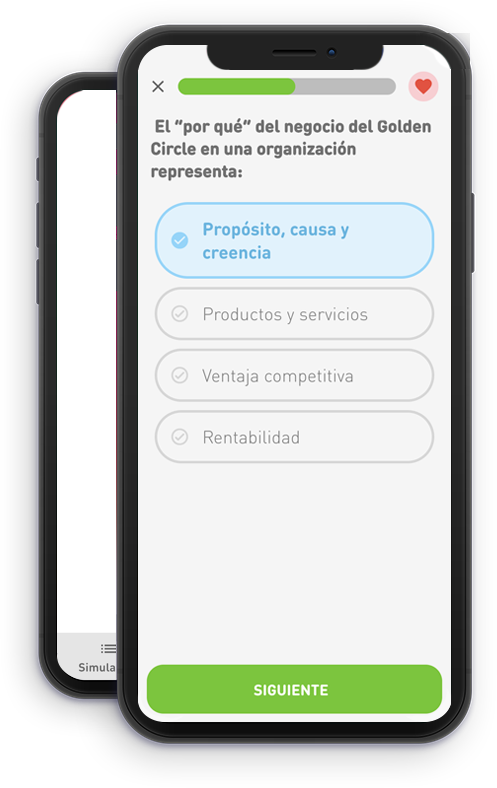 El “por qué” del negocio del Golden
Circle en una organización
representa:
Propósito, causa y
creencia
Productos y servicios
Ventaja competitiva
Rentabilidad
SIGUIENTE